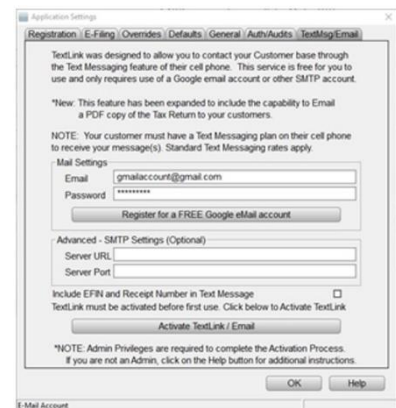 Application Settings
Registration E-Filing Overrides Defaults General Auth/Audits TextMsg/Email
TextLink was designed to allow you to contact your Customer base through
the Text Messaging feature of their cell phone. This service is free for you to
use and only requires use of a Google email account or other SMTP account.
*New: This feature has been expanded to include the capability to Email
a PDF copy of the Tax Return to your customers.
NOTE: Your customer must have a Text Messaging plan on their cell phone
to receive your message(s). Standard Text Messaging rates apply.
Mail Settings
Email gmailaccount@gmail.com
Password *********
Register for a FREE Google eMail account
Advanced - SMTP Settings (Optional)
Server URL
Server Port
Include EFIN and Receipt Number in Text Message
TextLink must be activated before first use. Click below to Activate TextLink
Activate TextLink / Email
*NOTE: Admin Privileges are required to complete the Activation Process.
If you are not an Admin, click on the Help button for additional instructions.
OK Help
E-Mail Account